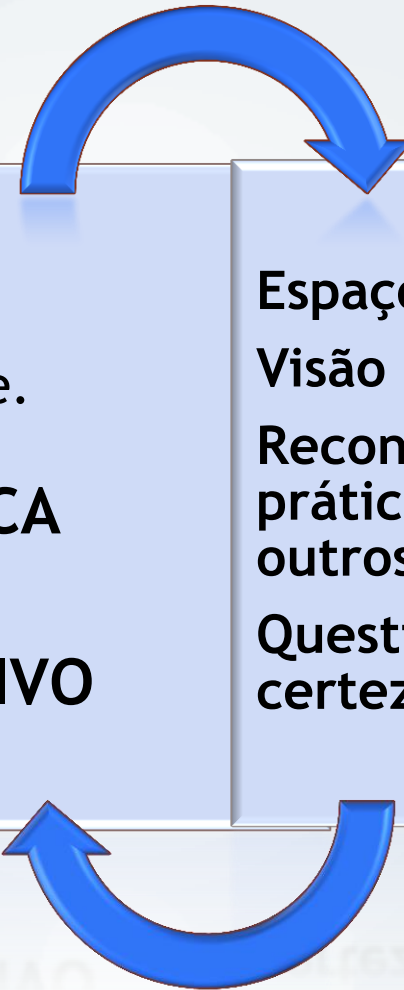 e.
CA
IVO
Espaç
Visão
Recon
prátic
outros
Quest
certez